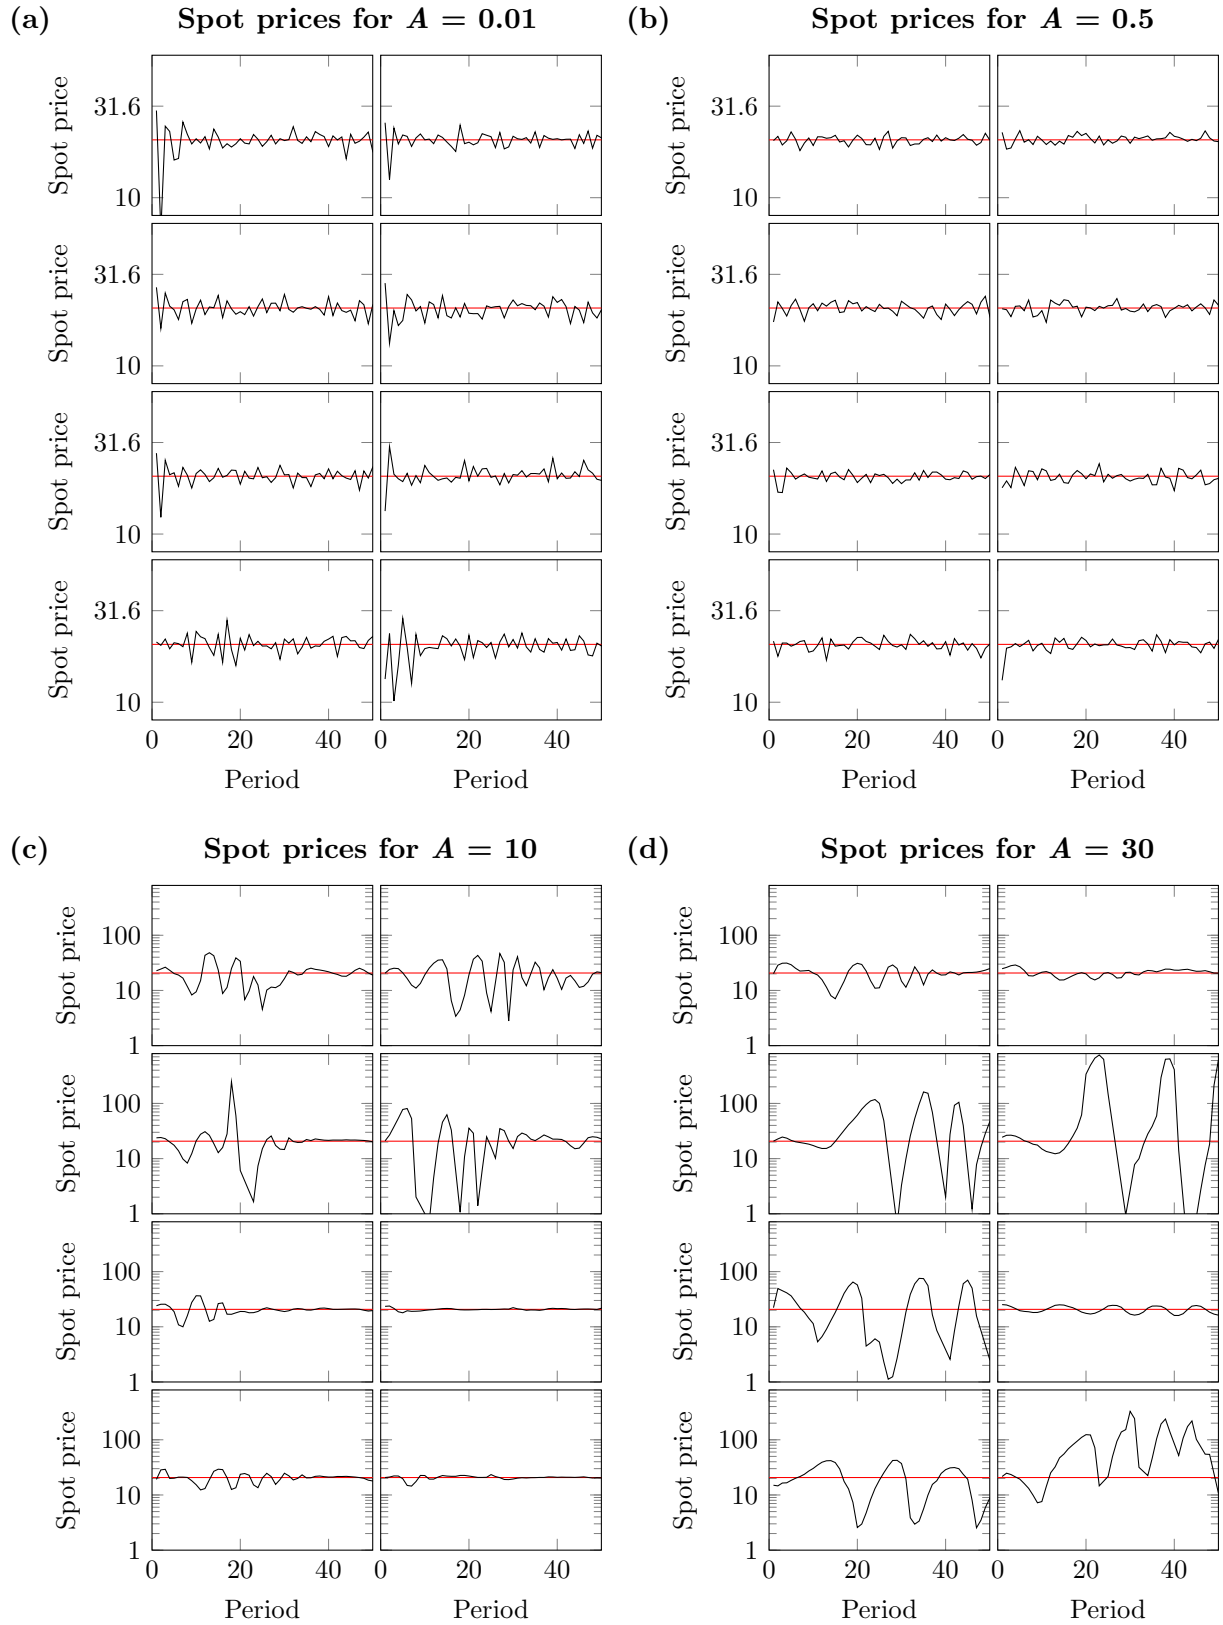 (a) Spot prices for A = 0.01
Spot price
31.6
10
Spot price
31.6
10
Spot price
31.6
10
Spot price
31.6
10
0 20 40 0 20 40
Period Period
(b) Spot prices for A = 0.5
Spot price
31.6
10
Spot price
31.6
10
Spot price
31.6
10
Spot price
31.6
10
0 20 40 0 20 40
Period Period
(c) Spot prices for A = 10
Spot price
100
10
1
Spot price
100
10
1
Spot price
100
10
1
Spot price
100
10
1
0 20 40 0 20 40
Period Period
(d) Spot prices for A = 30
Spot price
100
10
1
Spot price
100
10
1
Spot price
100
10
1
Spot price
100
10
1
0 20 40 0 20 40
Period Period